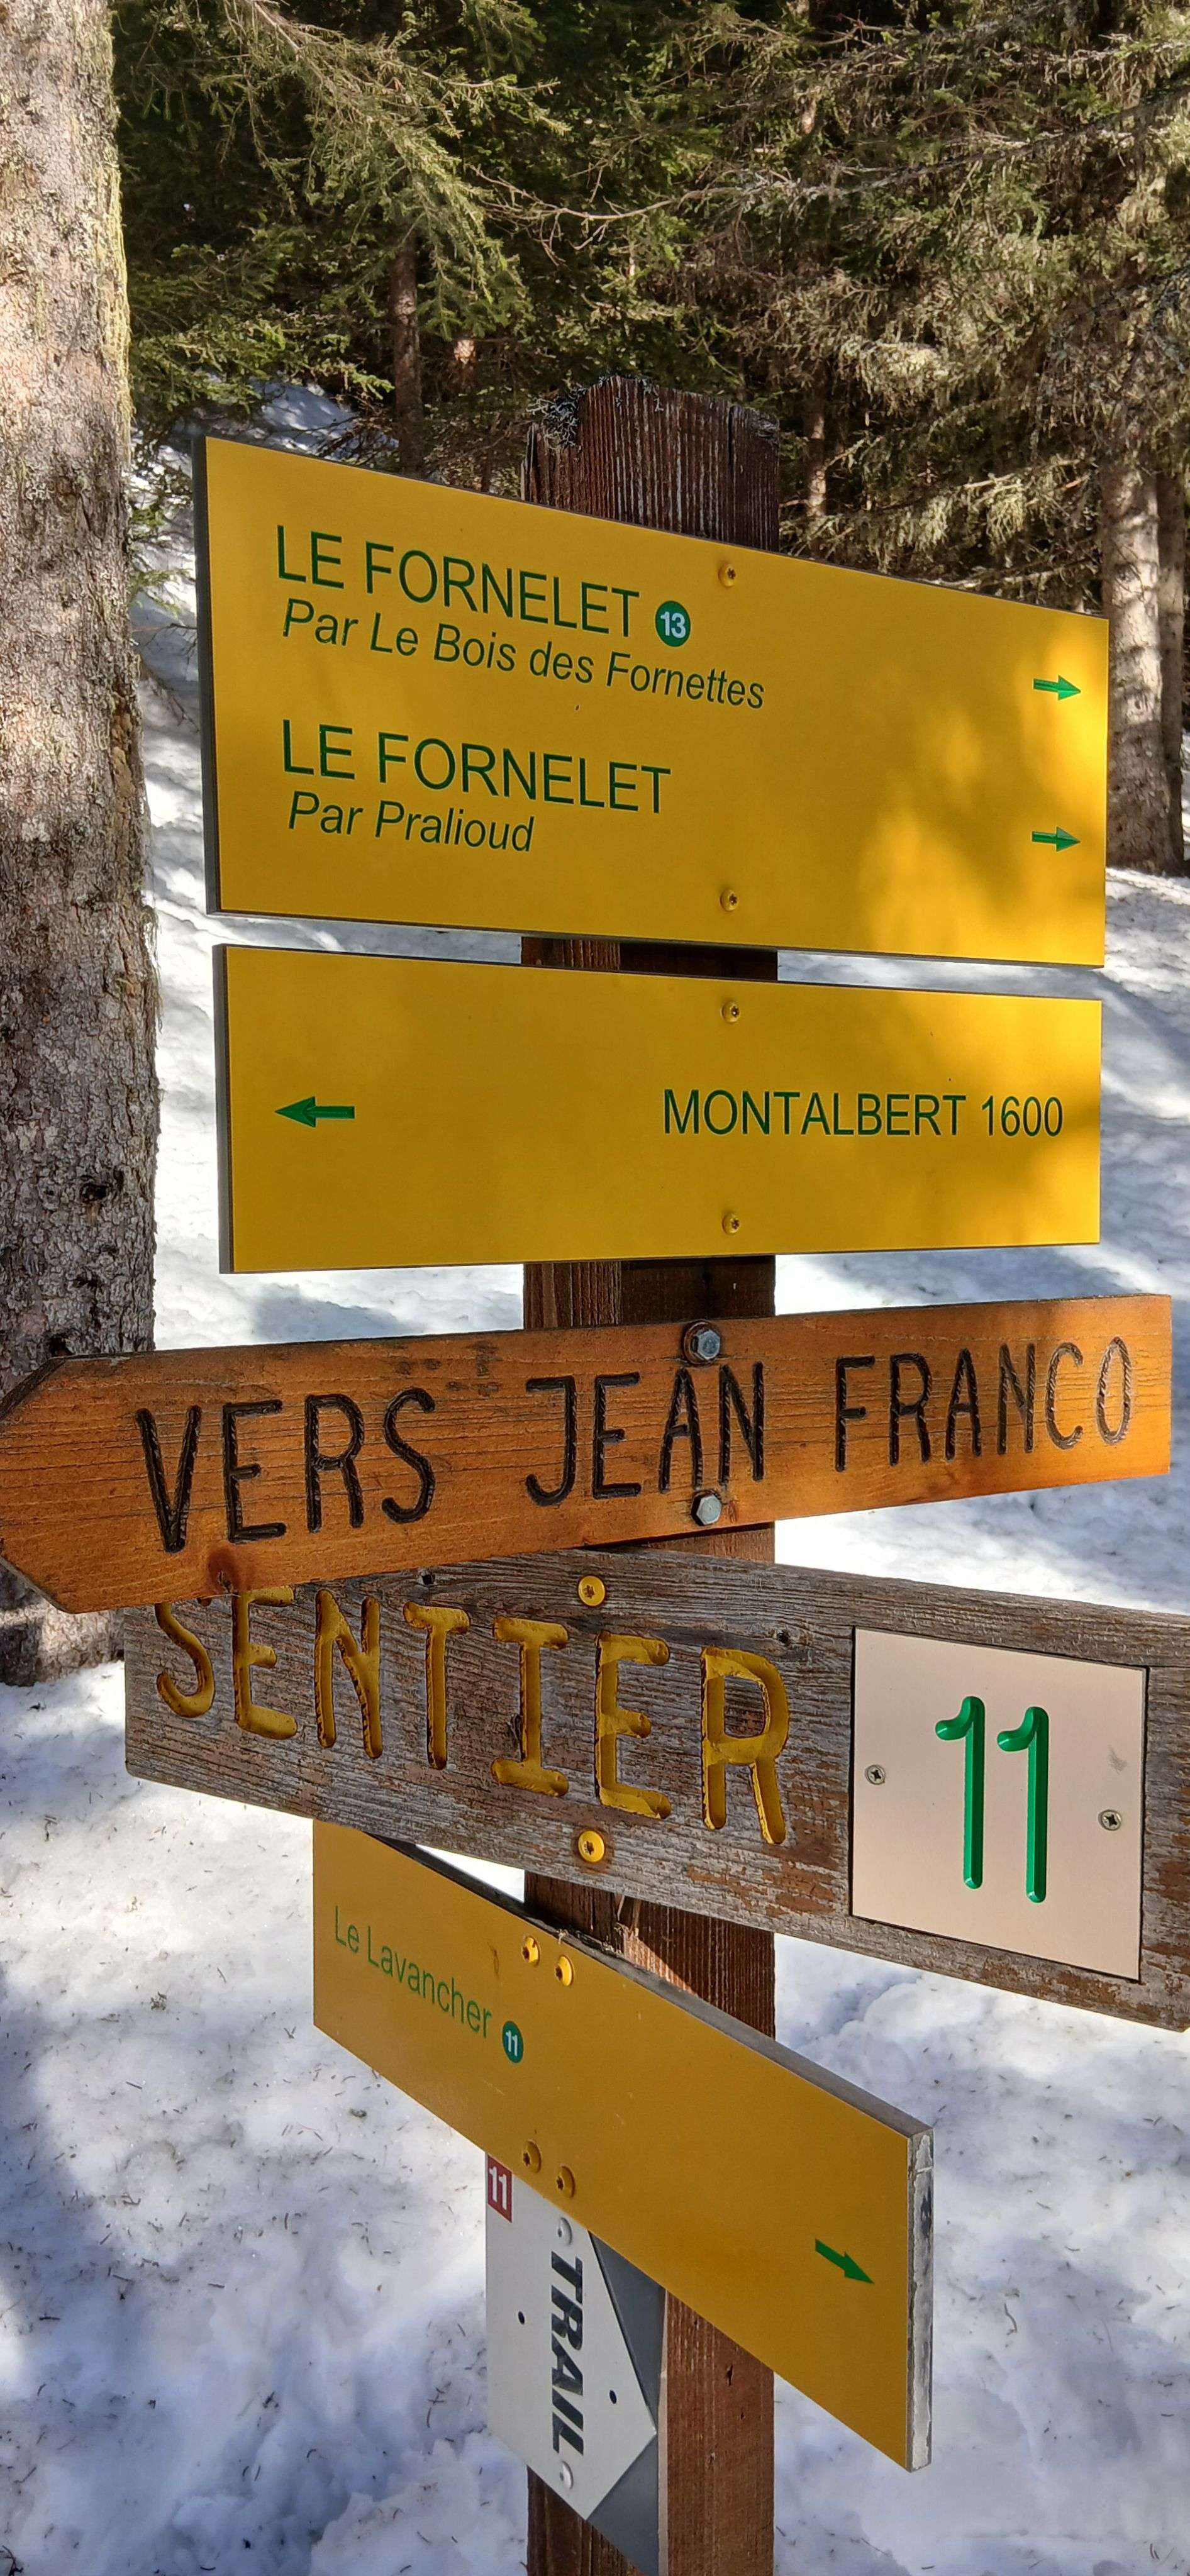 LE FORNELET 13
Par Le Bois des Fornettes
LE FORNELET
Par Pralioud
MONTALBERT 1600
VERS JEAN FRANCO
SENTIER 11
Le Lavancher 11
11
TRAIL